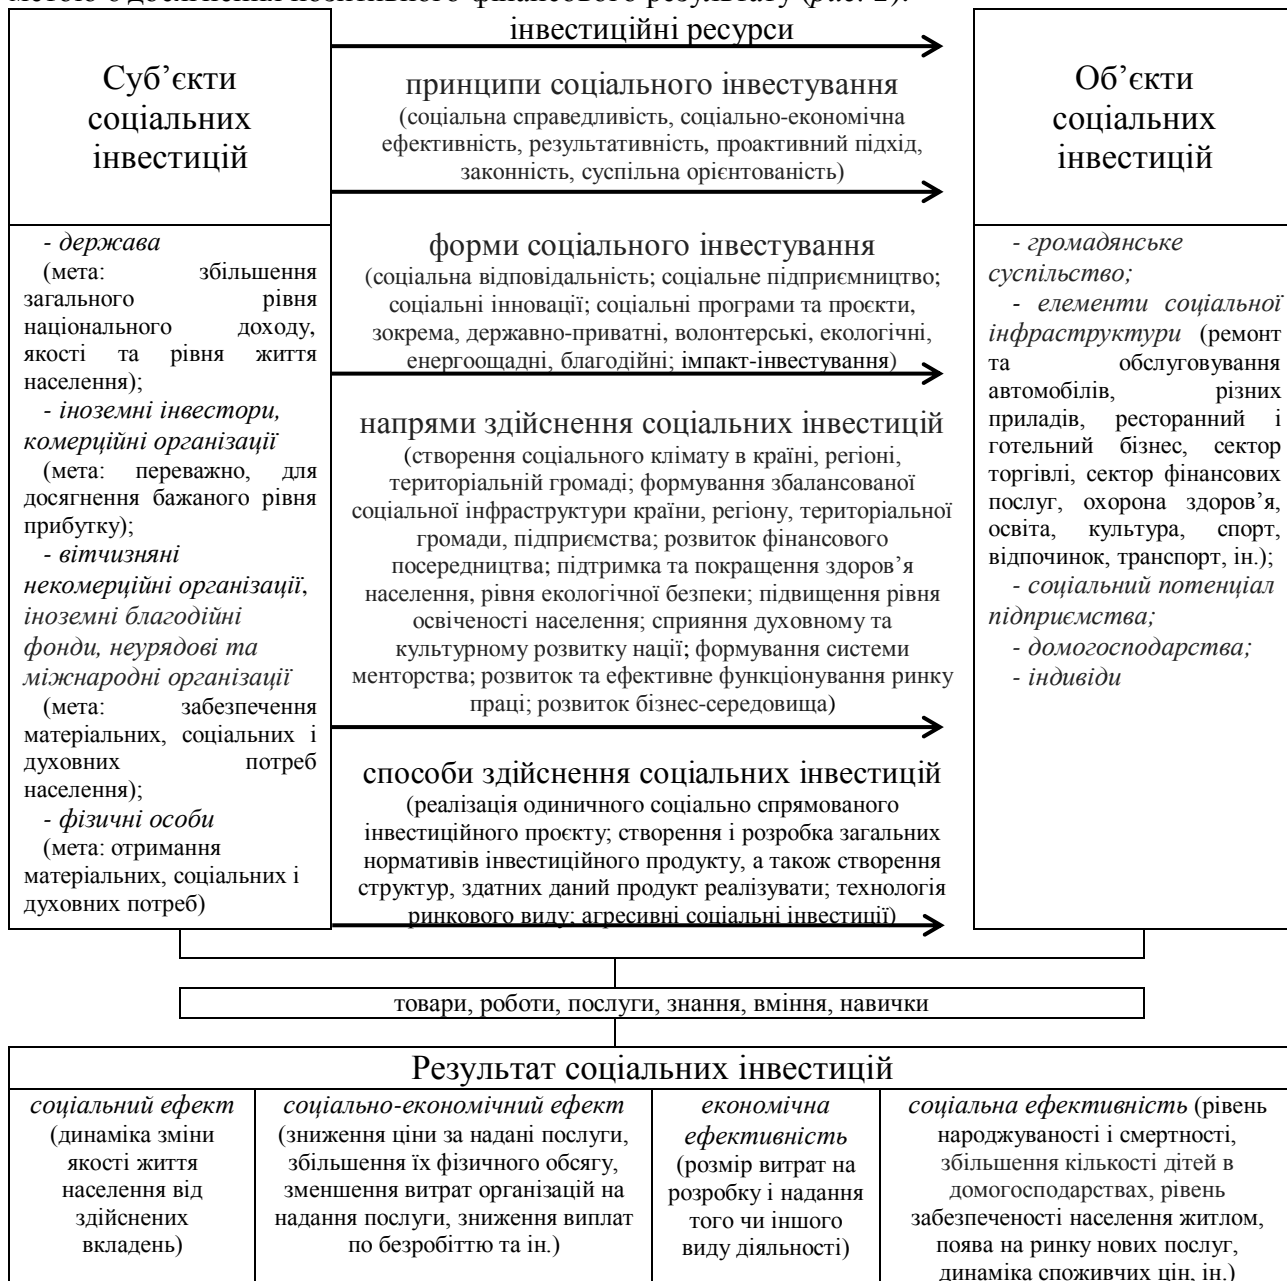 метою є досягнення позитивного фінансового результату (рис. 2).
інвестиційні ресурси
Суб’єкти
соціальних
інвестицій
принципи соціального інвестування
(соціальна справедливість, соціально-економічна
ефективність, результативність, проактивний підхід,
законність, суспільна орієнтованість)
Об’єкти
соціальних
інвестицій
- держава
(мета: збільшення
загального рівня
національного доходу,
якості та рівня життя
населення);
- іноземні інвестори,
комерційні організації
(мета: переважно, для
досягнення бажаного рівня
прибутку);
- вітчизняні
некомерційні організації,
іноземні благодійні
фонди, неурядові та
міжнародні організації
(мета: забезпечення
матеріальних, соціальних і
духовних потреб
населення);
- фізичні особи
(мета: отримання
матеріальних, соціальних і
духовних потреб)
форми соціального інвестування
(соціальна відповідальність; соціальне підприємництво;
соціальні інновації; соціальні програми та проєкти,
зокрема, державно-приватні, волонтерські, екологічні,
енергоощадні, благодійні; імпакт-інвестування)
напрями здійснення соціальних інвестицій
(створення соціального клімату в країні, регіоні,
територіальній громаді; формування збалансованої
соціальної інфраструктури країни, регіону, територіальної
громади, підприємства; розвиток фінансового
посередництва; підтримка та покращення здоров’я
населення, рівня екологічної безпеки; підвищення рівня
освіченості населення; сприяння духовному та
культурному розвитку нації; формування системи
менторства; розвиток та ефективне функціонування ринку
праці; розвиток бізнес-середовища)
способи здійснення соціальних інвестицій
(реалізація одиничного соціально спрямованого
інвестиційного проєкту; створення і розробка загальних
нормативів інвестиційного продукту, а також створення
структур, здатних даний продукт реалізувати; технологія
ринкового виду; агресивні соціальні інвестиції)
- громадянське
суспільство;
- елементи соціальної
інфраструктури (ремонт
та обслуговування
автомобілів, різних
приладів, ресторанний і
готельний бізнес, сектор
торгівлі, сектор фінансових
послуг, охорона здоров’я,
освіта, культура, спорт,
відпочинок, транспорт, ін.);
- соціальний потенціал
підприємства;
- домогосподарства;
- індивіди
товари, роботи, послуги, знання, вміння, навички
Результат соціальних інвестицій
соціальний ефект
(динаміка зміни
якості життя
населення від
здійснених
вкладень)
соціально-економічний ефект
(зниження ціни за надані послуги,
збільшення їх фізичного обсягу,
зменшення витрат організацій на
надання послуги, зниження виплат
по безробіттю та ін.)
економічна
ефективність
(розмір витрат на
розробку і надання
того чи іншого
виду діяльності)
соціальна ефективність (рівень
народжуваності і смертності,
збільшення кількості дітей в
домогосподарствах, рівень
забезпеченості населення житлом,
поява на ринку нових послуг,
динаміка споживчих цін, ін.)